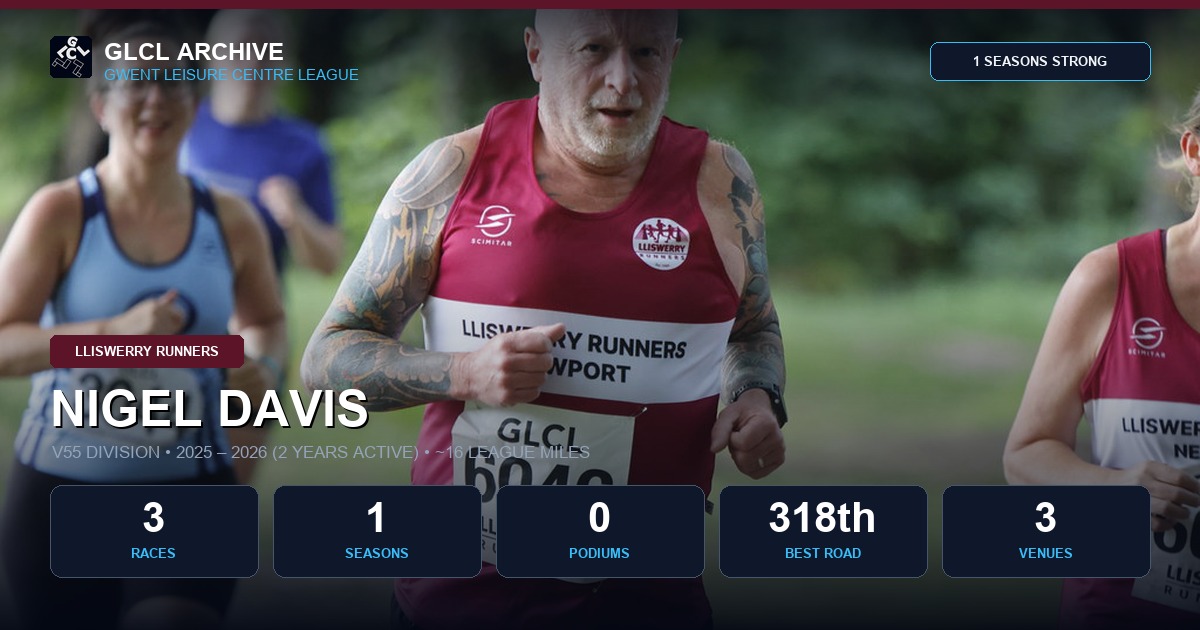 GLCL ARCHIVE
GWENT LEISURE CENTRE LEAGUE
1 SEASONS STRONG
SCIMITAR
LLISWERRY
RUNNERS
LLISWERRY RUNNERS
SCIMITAR
LLISWERRY RUNNERS
NIGEL DAVIS
GLCL
V55 DIVISION • 2025 – 2026 (2 YEARS ACTIVE) • ~16 LEAGUE MILES
3
RACES
1
SEASONS
0
PODIUMS
318th
BEST ROAD
3
VENUES